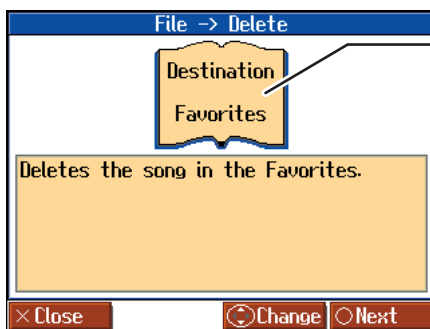 File -> Delete
Destination
Favorites
Deletes the song in the Favorites.
×Close
Change
○Next